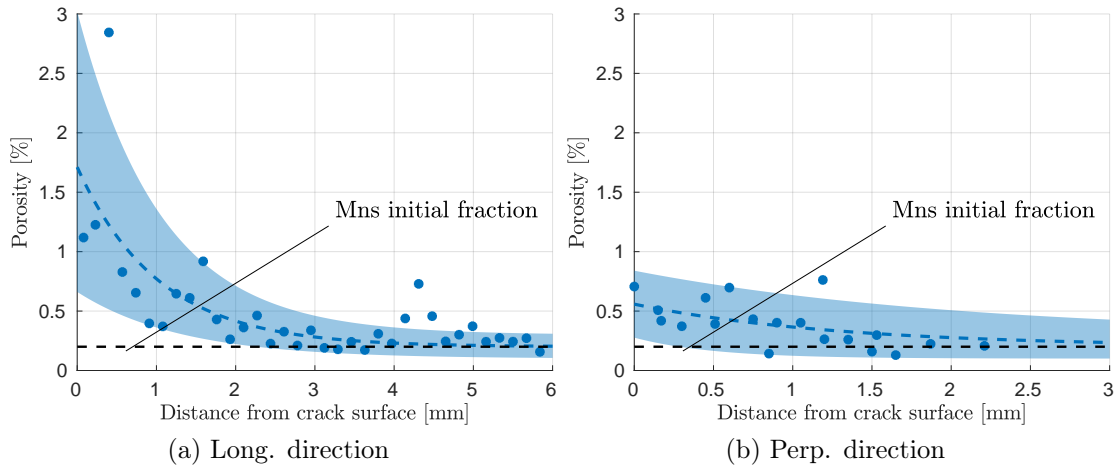 3
2.5
2
1.5
1
0.5
0
Porosity [%]
Mns initial fraction
0 1 2 3 4 5 6
Distance from crack surface [mm]
(a) Long. direction
3
2.5
2
1.5
1
0.5
0
Porosity [%]
Mns initial fraction
0 0.5 1 1.5 2 2.5 3
Distance from crack surface [mm]
(b) Perp. direction